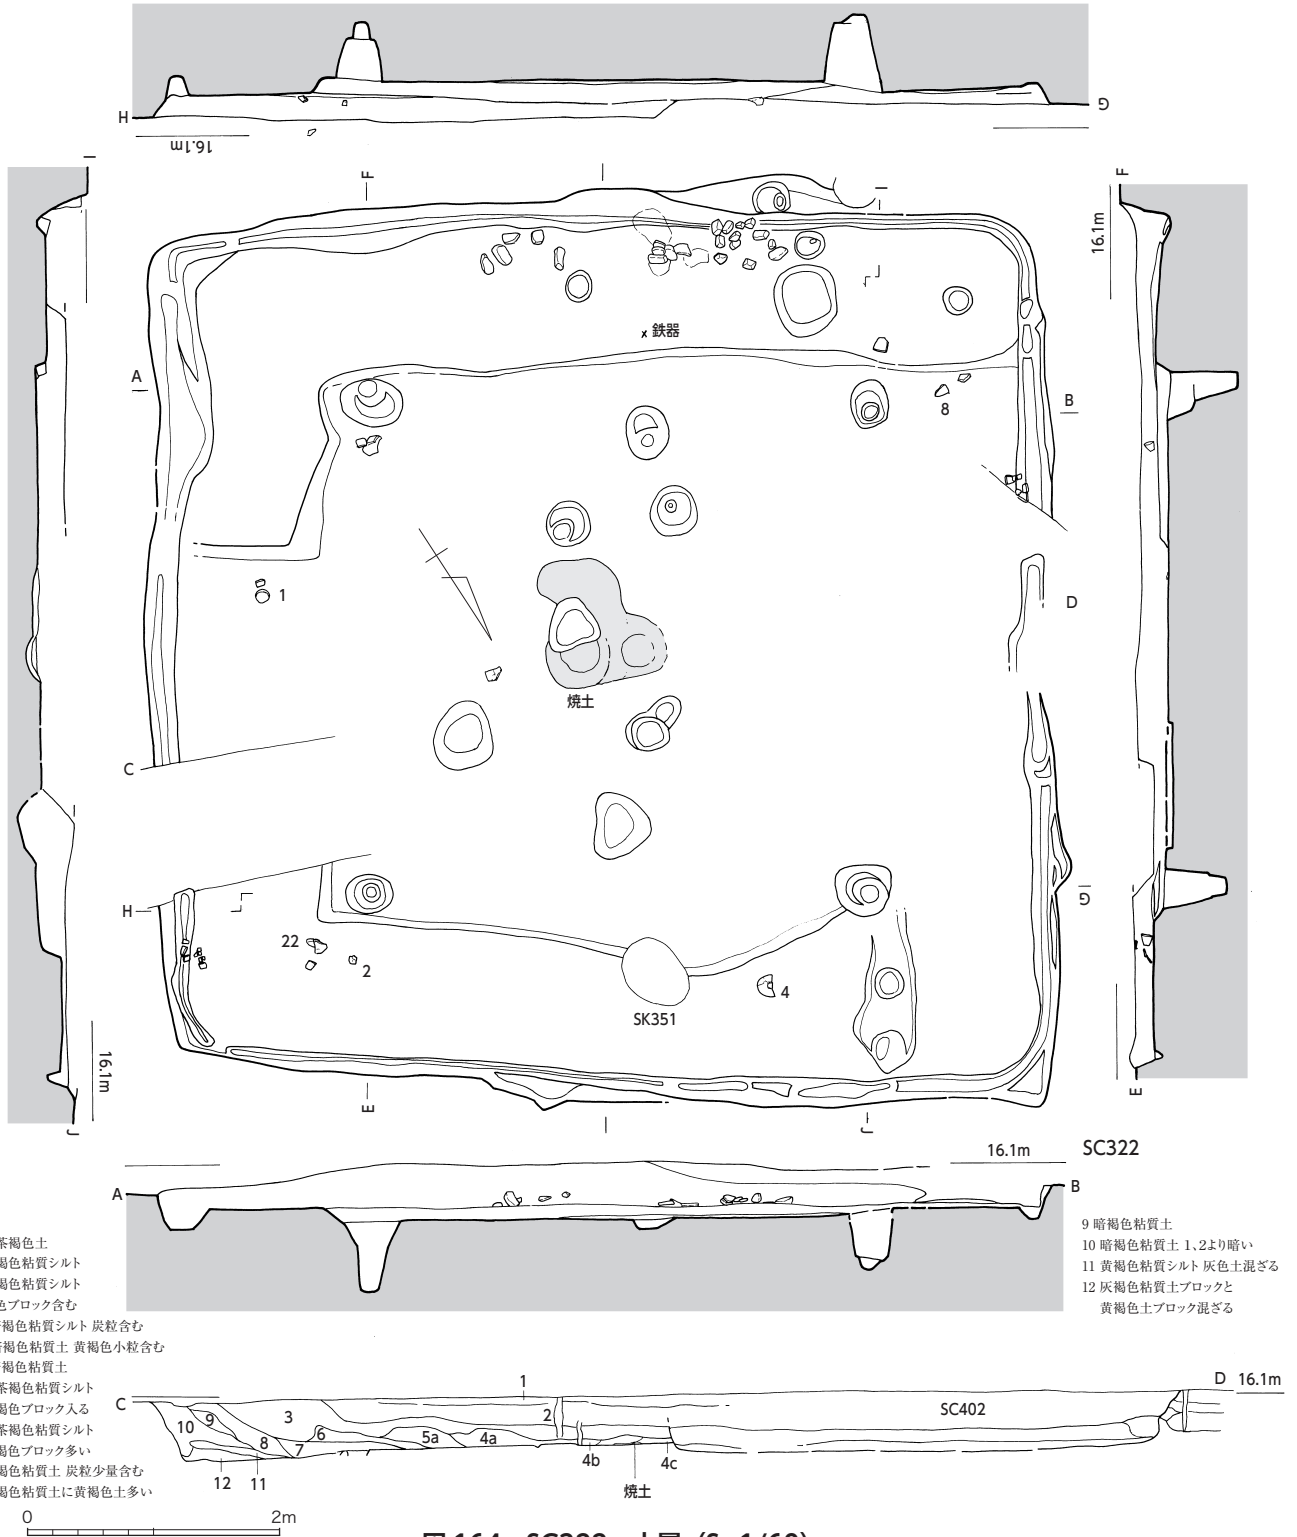 H
16.1m
G
I
F
I
I
F
16.1m
鉄器
A
B
8
1
D
焼土
C
H
G
22
2
4
SK351
16.1m
E
E
I
J
J
16.1m
SC322
A
B
茶褐色土
褐色粘質シルト
褐色粘質シルト
色ブロック含む
褐色粘質シルト 炭粒含む
褐色粘質土 黄褐色小粒含む
褐色粘質土
茶褐色粘質シルト
褐色ブロック入る
茶褐色粘質シルト
褐色ブロック多い
褐色粘質土 炭粒少量含む
褐色粘質土に黄褐色土多い
9 暗褐色粘質土
10 暗褐色粘質土 1、2より暗い
11 黄褐色粘質シルト 灰色土混ざる
12 灰褐色粘質土ブロックと
黄褐色土ブロック混ざる
C
1
D 16.1m
10 9 3 2 SC402
8 7 6 5a 4a
12 11 4b 4c
焼土
0 2m